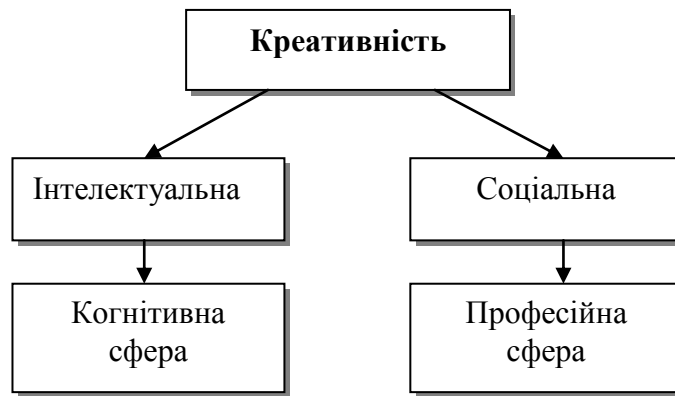 Креативність
Інтелектуальна
Соціальна
Когнітивна
сфера
Професійна
сфера